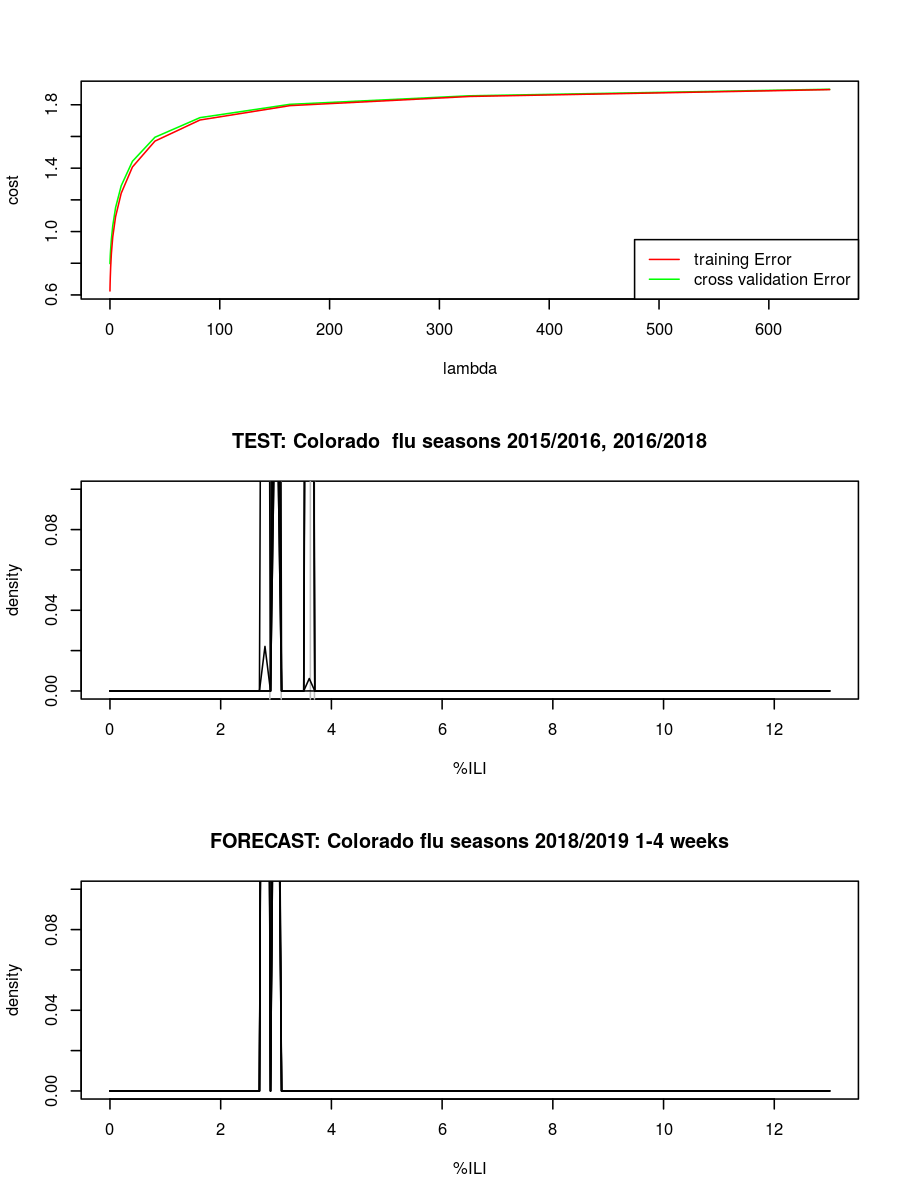 1.8
1.4
1.0
0.6
cost
training Error
cross validation Error
0 100 200 300 400 500 600
lambda
TEST: Colorado  flu seasons 2015/2016, 2016/2018
0.08
0.04
0.00
density
0 2 4 6 8 10 12
%ILI
FORECAST: Colorado flu seasons 2018/2019 1-4 weeks
0.08
0.04
0.00
density
0 2 4 6 8 10 12
%ILI